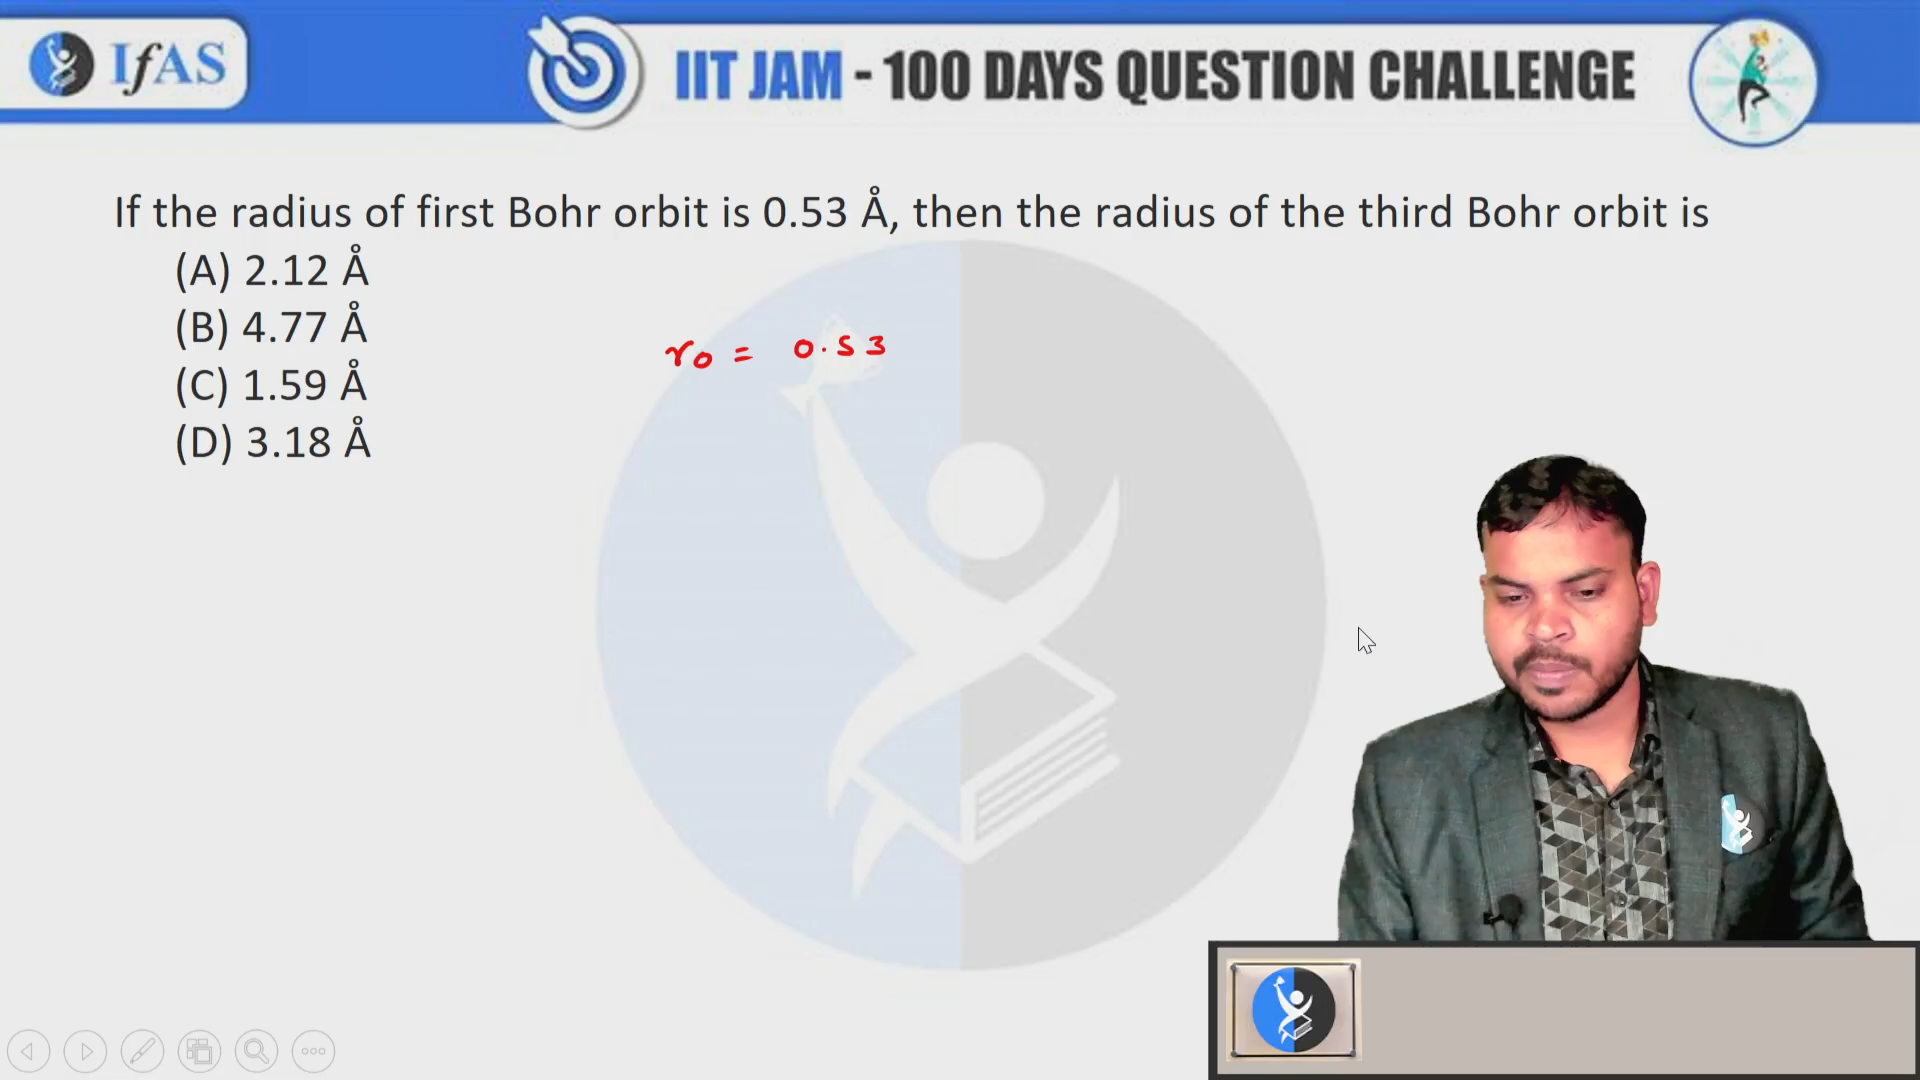 IfAS
IIT JAM - 100 DAYS QUESTION CHALLENGE
If the radius of first Bohr orbit is 0.53 Å, then the radius of the third Bohr orbit is
(A) 2.12 Å
(B) 4.77 Å
(C) 1.59 Å
(D) 3.18 Å
r₀ = 0.53